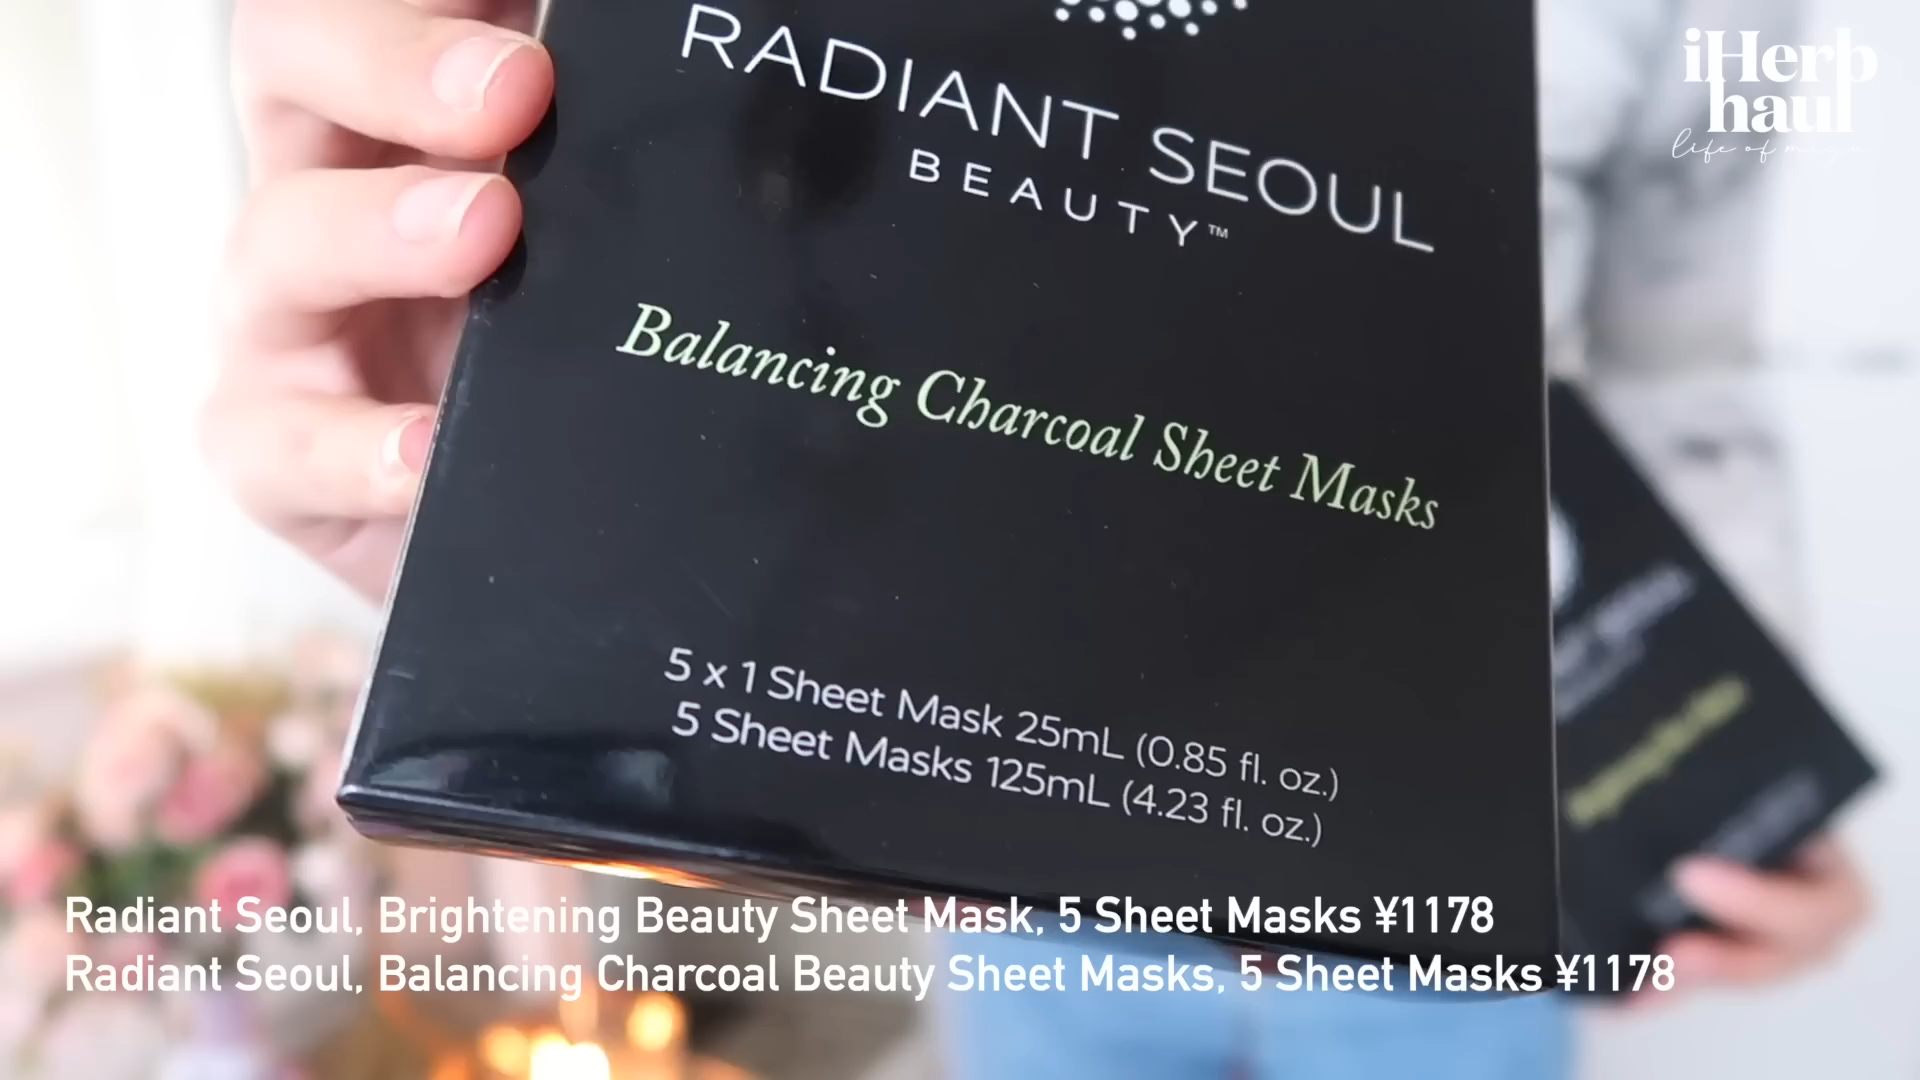 iHerb
haul
life of
RADIANT SEOUL
BEAUTY™
Balancing Charcoal Sheet Masks
5 x 1 Sheet Mask 25mL (0.85 fl. oz.)
5 Sheet Masks 125mL (4.23 fl. oz.)
Radiant Seoul, Brightening Beauty Sheet Mask, 5 Sheet Masks ¥1178
Radiant Seoul, Balancing Charcoal Beauty Sheet Masks, 5 Sheet Masks ¥1178